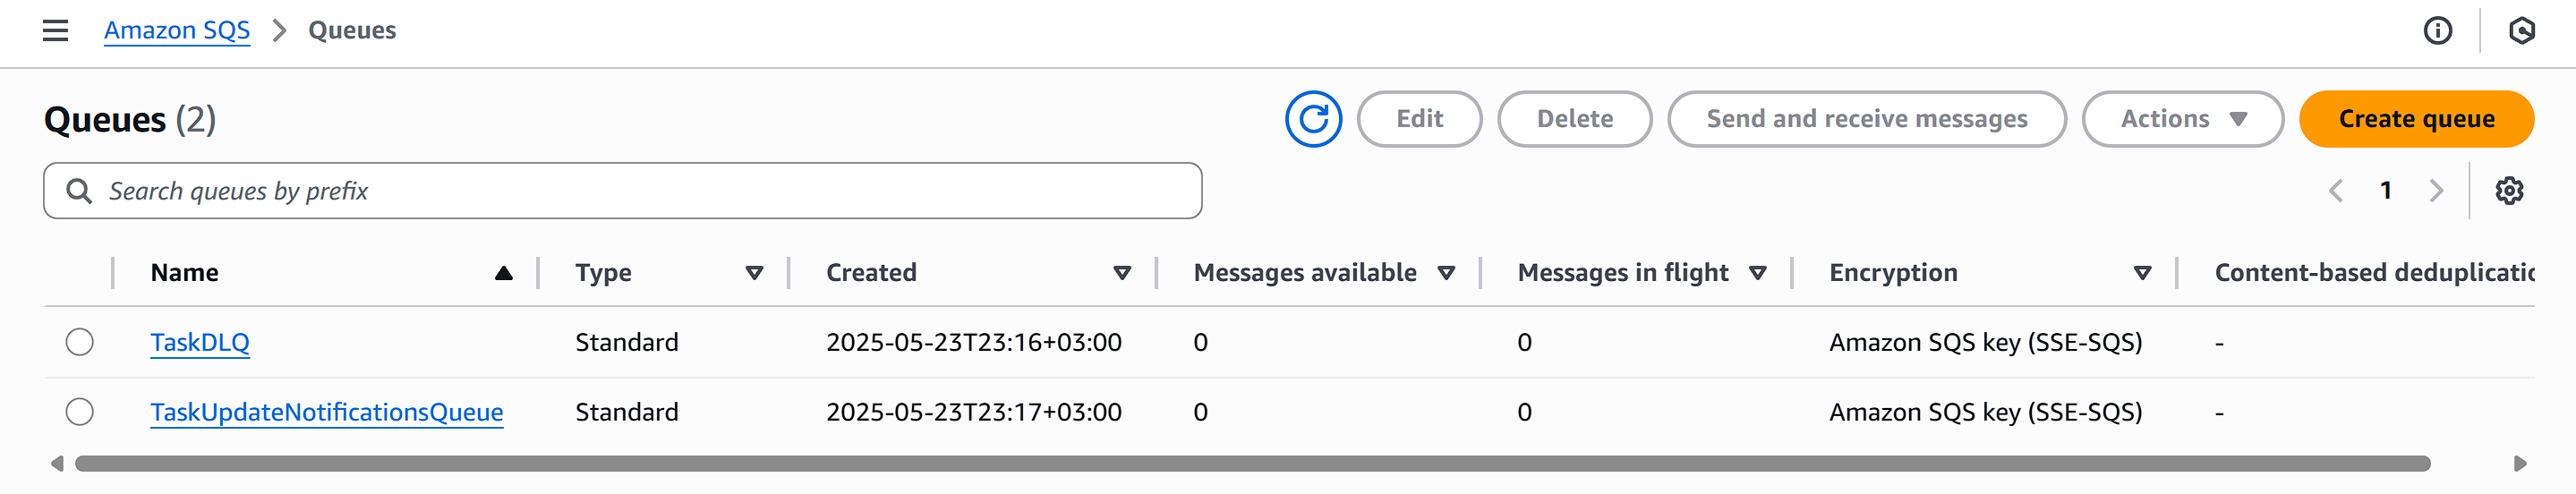 Amazon SQS > Queues
Queues (2)
Edit Delete Send and receive messages Actions Create queue
Search queues by prefix
1
Name Type Created Messages available Messages in flight Encryption Content-based deduplicatio
TaskDLQ Standard 2025-05-23T23:16+03:00 0 0 Amazon SQS key (SSE-SQS) -
TaskUpdateNotificationsQueue Standard 2025-05-23T23:17+03:00 0 0 Amazon SQS key (SSE-SQS) -